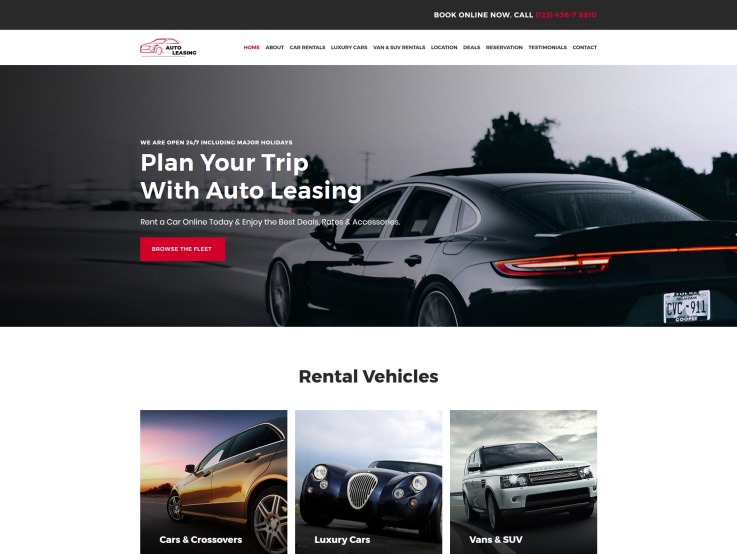 BOOK ONLINE NOW. CALL (123) 456-7 8910
AUTO
LEASING
HOME ABOUT CAR RENTALS LUXURY CARS VAN & SUV RENTALS LOCATION DEALS RESERVATION TESTIMONIALS CONTACT
WE ARE OPEN 24/7 INCLUDING MAJOR HOLIDAYS
Plan Your Trip
With Auto Leasing
Rent a Car Online Today & Enjoy the Best Deals, Rates & Accessories.
BROWSE THE FLEET
CVC-911
COOPER
Rental Vehicles
Cars & Crossovers
Luxury Cars
Vans & SUV